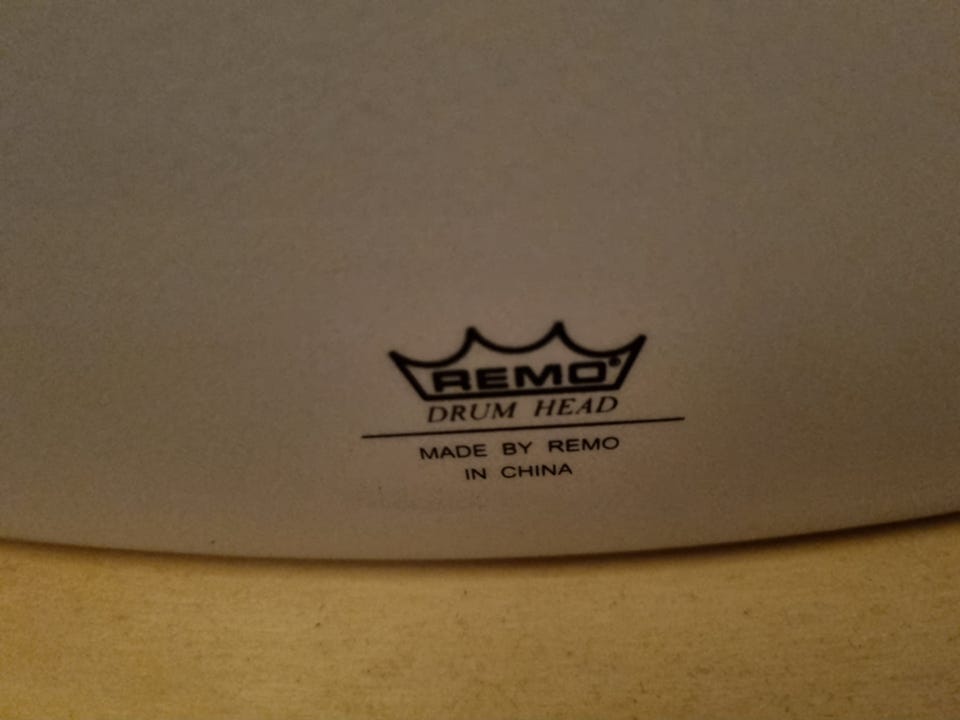 REMO®
DRUM HEAD
MADE BY REMO
IN CHINA